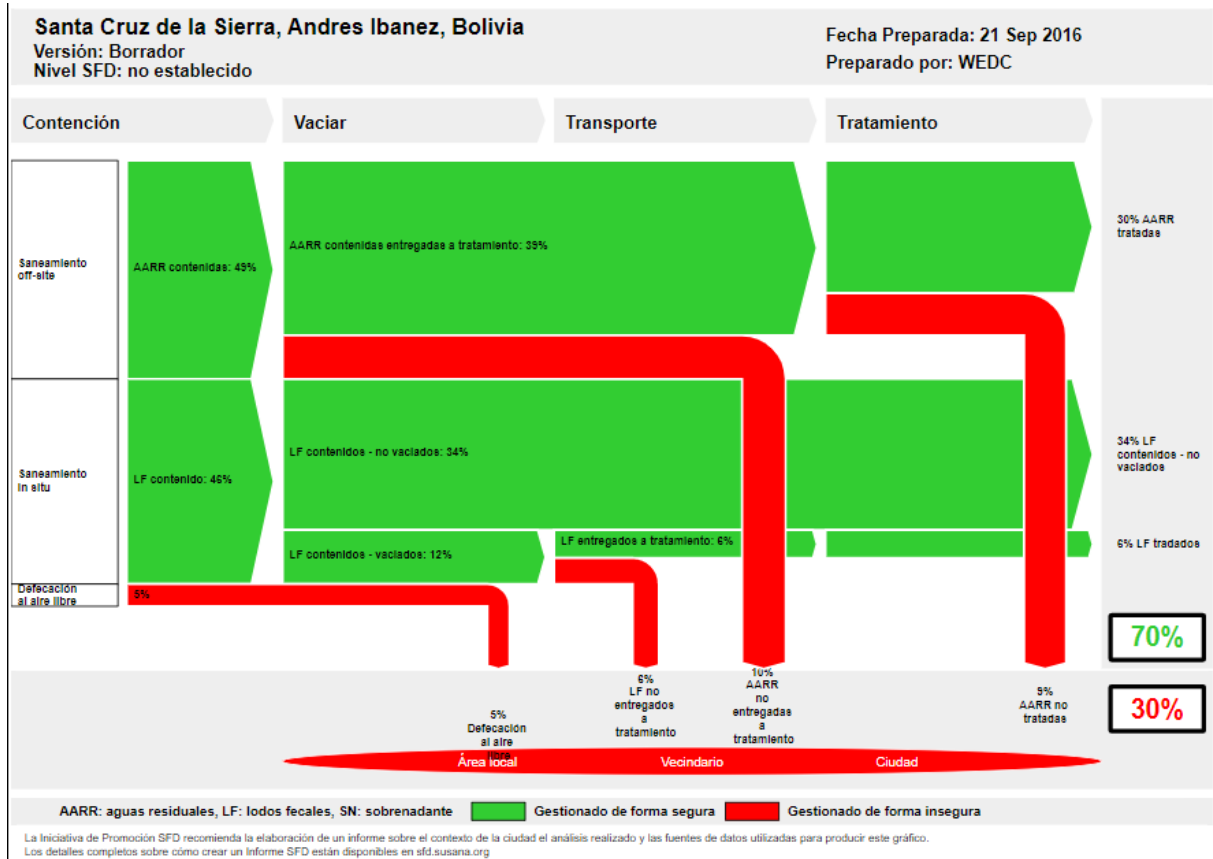 Santa Cruz de la Sierra, Andres Ibanez, Bolivia
Versión: Borrador
Nivel SFD: no establecido
Fecha Preparada: 21 Sep 2016
Preparado por: WEDC
Contención
Vaciar
Transporte
Tratamiento
Saneamiento
off-site
AARR contenidas: 49%
AARR contenidas entregadas a tratamiento: 39%
30% AARR
tratadas
Saneamiento
in situ
LF contenido: 46%
LF contenidos - no vaciados: 34%
34% LF
contenidos - no
vaciados
LF contenidos - vaciados: 12%
LF entregados a tratamiento: 6%
6% LF tradados
Defecación
al aire libre
5%
70%
30%
5%
Defecación
al aire
libre
6%
LF no
entregados
a
tratamiento
10%
AARR
no
entregadas
a
tratamiento
9%
AARR no
tratadas
Área local
Vecindario
Ciudad
AARR: aguas residuales, LF: lodos fecales, SN: sobrenadante
Gestionado de forma segura
Gestionado de forma insegura
La Iniciativa de Promoción SFD recomienda la elaboración de un informe sobre el contexto de la ciudad el análisis realizado y las fuentes de datos utilizadas para producir este gráfico.
Los detalles completos sobre cómo crear un Informe SFD están disponibles en sfd.susana.org